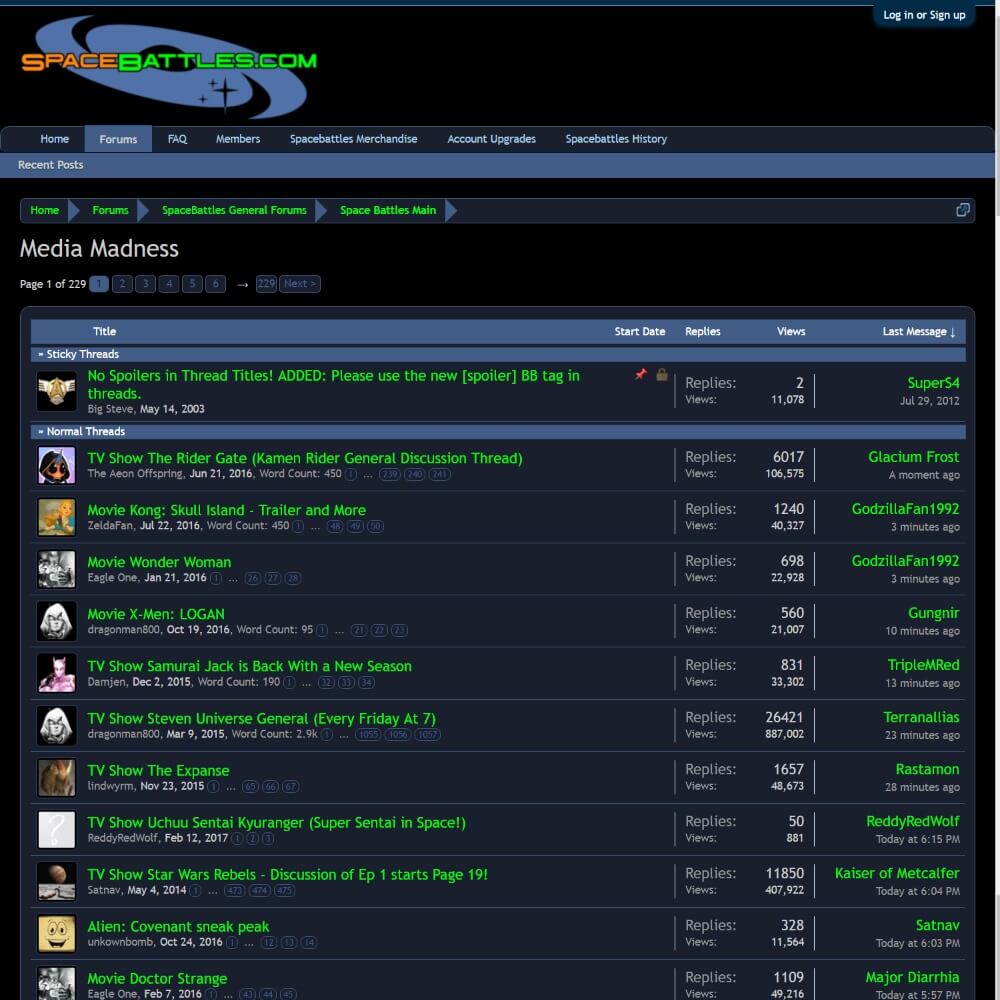 Log in or Sign up
SPACEBATTLES.COM
Home Forums FAQ Members Spacebattles Merchandise Account Upgrades Spacebattles History
Recent Posts
Home Forums SpaceBattles General Forums Space Battles Main
Media Madness
Page 1 of 229 1 2 3 4 5 6 → 229 Next >
Title Start Date Replies Views Last Message ↓
» Sticky Threads
No Spoilers in Thread Titles! ADDED: Please use the new [spoiler] BB tag in
threads.
Big Steve, May 14, 2003
Replies: 2
Views: 11,078
SuperS4
Jul 29, 2012
» Normal Threads
TV Show The Rider Gate (Kamen Rider General Discussion Thread)
The Aeon Offspring, Jun 21, 2016, Word Count: 450 1 ... 239 240 241
Replies: 6017
Views: 106,575
Glacium Frost
A moment ago
Movie Kong: Skull Island - Trailer and More
ZeldaFan, Jul 22, 2016, Word Count: 450 1 ... 48 49 50
Replies: 1240
Views: 40,327
GodzillaFan1992
3 minutes ago
Movie Wonder Woman
Eagle One, Jan 21, 2016 1 ... 26 27 28
Replies: 698
Views: 22,928
GodzillaFan1992
3 minutes ago
Movie X-Men: LOGAN
dragonman800, Oct 19, 2016, Word Count: 95 1 ... 21 22 23
Replies: 560
Views: 21,007
Gungnir
10 minutes ago
TV Show Samurai Jack is Back With a New Season
Damjen, Dec 2, 2015, Word Count: 190 1 ... 32 33 34
Replies: 831
Views: 33,302
TripleMRed
13 minutes ago
TV Show Steven Universe General (Every Friday At 7)
dragonman800, Mar 9, 2015, Word Count: 2.9k 1 ... 1055 1056 1057
Replies: 26421
Views: 887,002
Terranallias
23 minutes ago
TV Show The Expanse
lindwyrm, Nov 23, 2015 1 ... 65 66 67
Replies: 1657
Views: 48,673
Rastamon
28 minutes ago
TV Show Uchuu Sentai Kyuranger (Super Sentai in Space!)
ReddyRedWolf, Feb 12, 2017 1 2 3
Replies: 50
Views: 881
ReddyRedWolf
Today at 6:15 PM
TV Show Star Wars Rebels - Discussion of Ep 1 starts Page 19!
Satnav, May 4, 2014 1 ... 473 474 475
Replies: 11850
Views: 407,922
Kaiser of Metcalfer
Today at 6:04 PM
Alien: Covenant sneak peak
unkownbomb, Oct 24, 2016 1 ... 12 13 14
Replies: 328
Views: 11,564
Satnav
Today at 6:03 PM
Movie Doctor Strange
Eagle One, Feb 7, 2016 1 ... 43 44 45
Replies: 1109
Views: 49,216
Major Diarrhia
Today at 5:57 PM